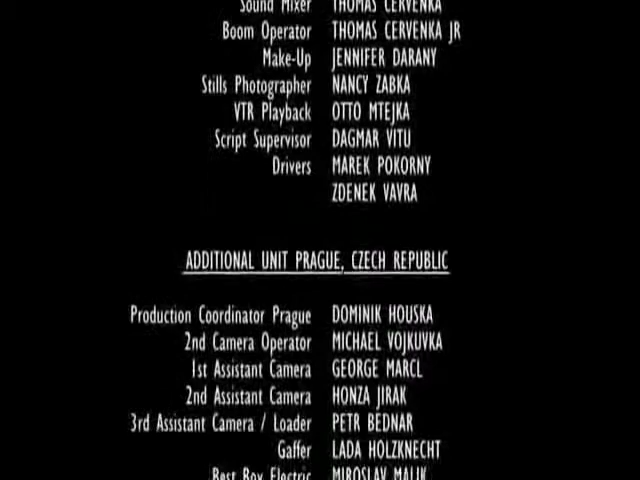 Sound Mixer THOMAS CERVENKA
Boom Operator THOMAS CERVENKA JR
Make-Up JENNIFER DARANY
Stills Photographer NANCY ZABKA
VTR Playback OTTO MTEJKA
Script Supervisor DAGMAR VITU
Drivers MAREK POKORNY
ZDENEK VAVRA
ADDITIONAL UNIT PRAGUE, CZECH REPUBLIC
Production Coordinator Prague DOMINIK HOUSKA
2nd Camera Operator MICHAEL VOJKUVKA
1st Assistant Camera GEORGE MARCL
2nd Assistant Camera HONZA JIRAK
3rd Assistant Camera / Loader PETR BEDNAR
Gaffer LADA HOLZKNECHT
Best Boy Electric MIROSLAV MALIK